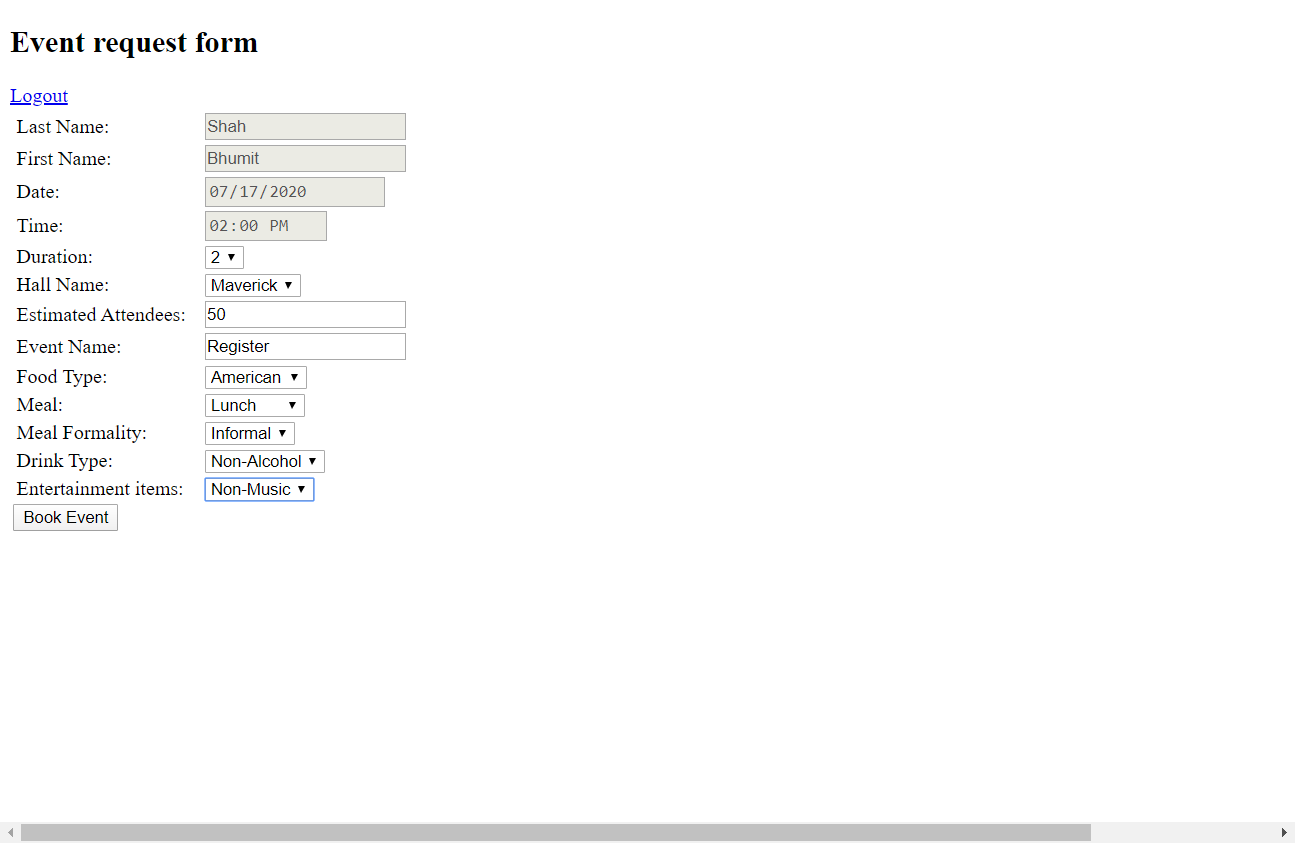 Event request form
Logout
Last Name: Shah
First Name: Bhumit
Date: 07/17/2020
Time: 02:00 PM
Duration: 2
Hall Name: Maverick
Estimated Attendees: 50
Event Name: Register
Food Type: American
Meal: Lunch
Meal Formality: Informal
Drink Type: Non-Alcohol
Entertainment items: Non-Music
Book Event